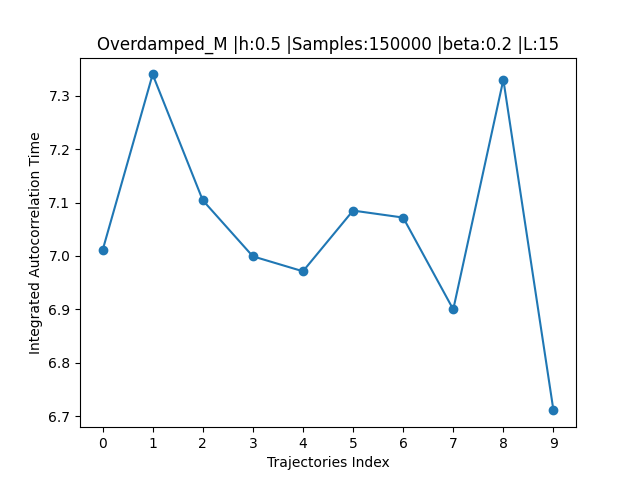 Overdamped_M |h:0.5 |Samples:150000 |beta:0.2 |L:15
Integrated Autocorrelation Time
7.3
7.2
7.1
7.0
6.9
6.8
6.7
0 1 2 3 4 5 6 7 8 9
Trajectories Index